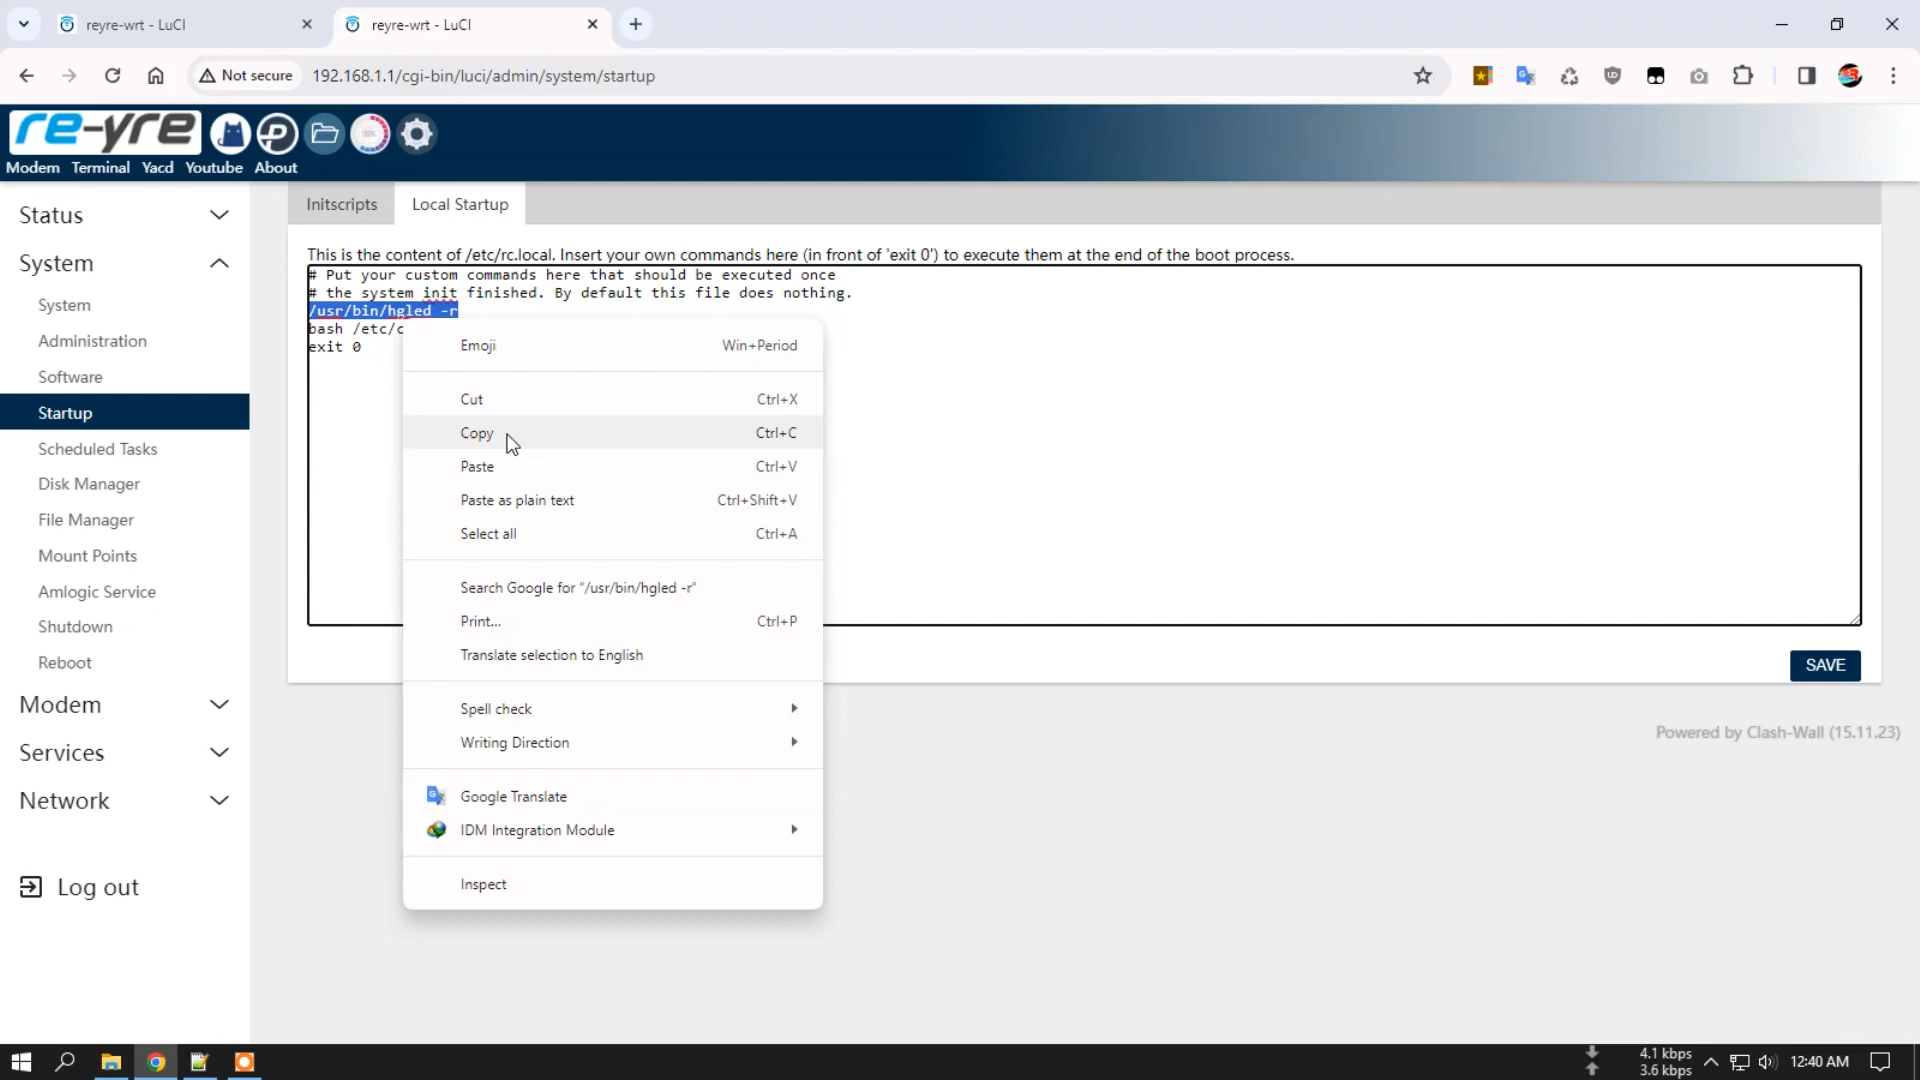 reyre-wrt - LuCI
reyre-wrt - LuCI
Not secure
192.168.1.1/cgi-bin/luci/admin/system/startup
re-yre
Modem Terminal Yacd Youtube About
Status
System
System
Administration
Software
Startup
Scheduled Tasks
Disk Manager
File Manager
Mount Points
Amlogic Service
Shutdown
Reboot
Modem
Services
Network
Log out
Initscripts
Local Startup
This is the content of /etc/rc.local. Insert your own commands here (in front of 'exit 0') to execute them at the end of the boot process.
# Put your custom commands here that should be executed once
# the system init finished. By default this file does nothing.
/usr/bin/hgled -r
bash /etc/c
exit 0
Emoji Win+Period
Cut Ctrl+X
Copy Ctrl+C
Paste Ctrl+V
Paste as plain text Ctrl+Shift+V
Select all Ctrl+A
Search Google for "/usr/bin/hgled -r"
Print... Ctrl+P
Translate selection to English
Spell check
Writing Direction
Google Translate
IDM Integration Module
Inspect
SAVE
Powered by Clash-Wall (15.11.23)
4.1 kbps
3.6 kbps
12:40 AM